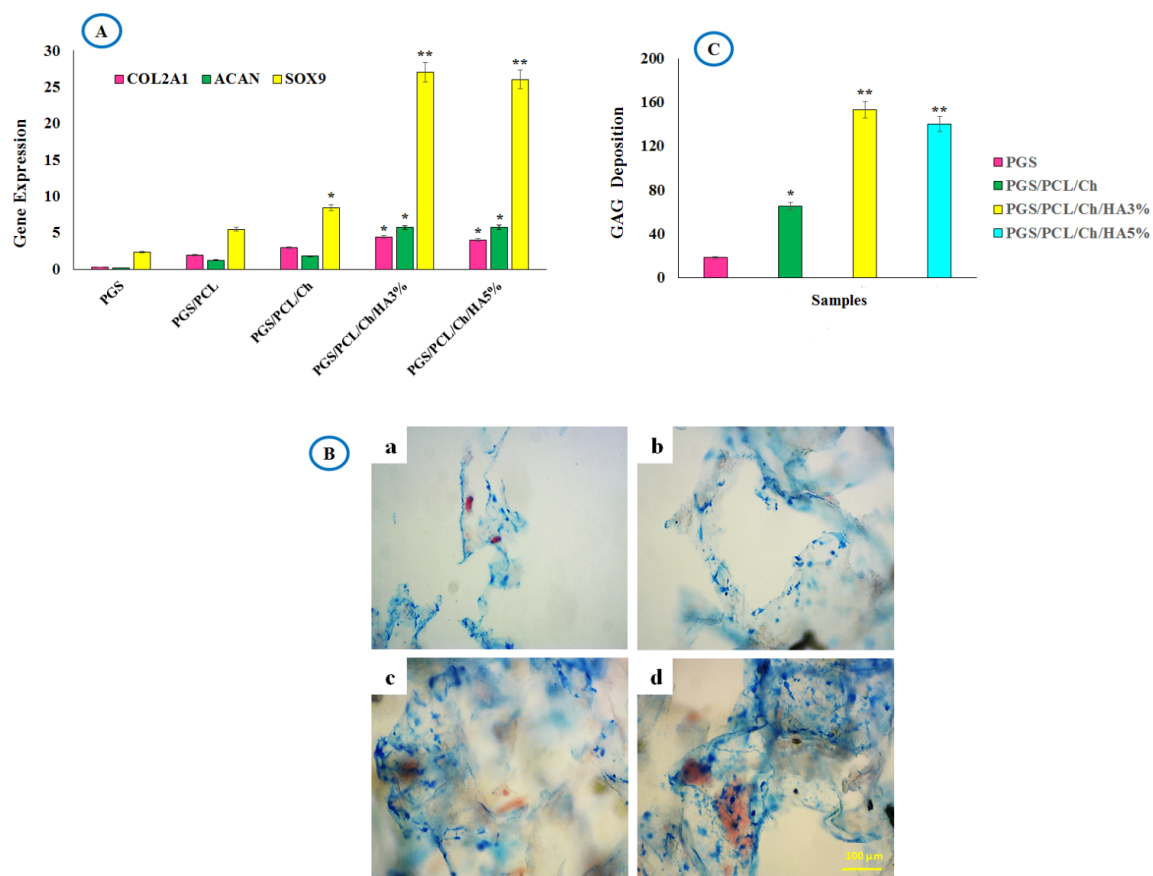 A
30
25
20
15
10
5
0
Gene Expression
COL2A1 ACAN SOX9
*
* * **
* * **
PGS
PGS/PCL
PGS/PCL/Ch
PGS/PCL/Ch/HA3%
PGS/PCL/Ch/HA5%
C
200
160
120
80
40
0
GAG Deposition
*
**
**
Samples
PGS
PGS/PCL/Ch
PGS/PCL/Ch/HA3%
PGS/PCL/Ch/HA5%
B
a
b
c
d
100 μm